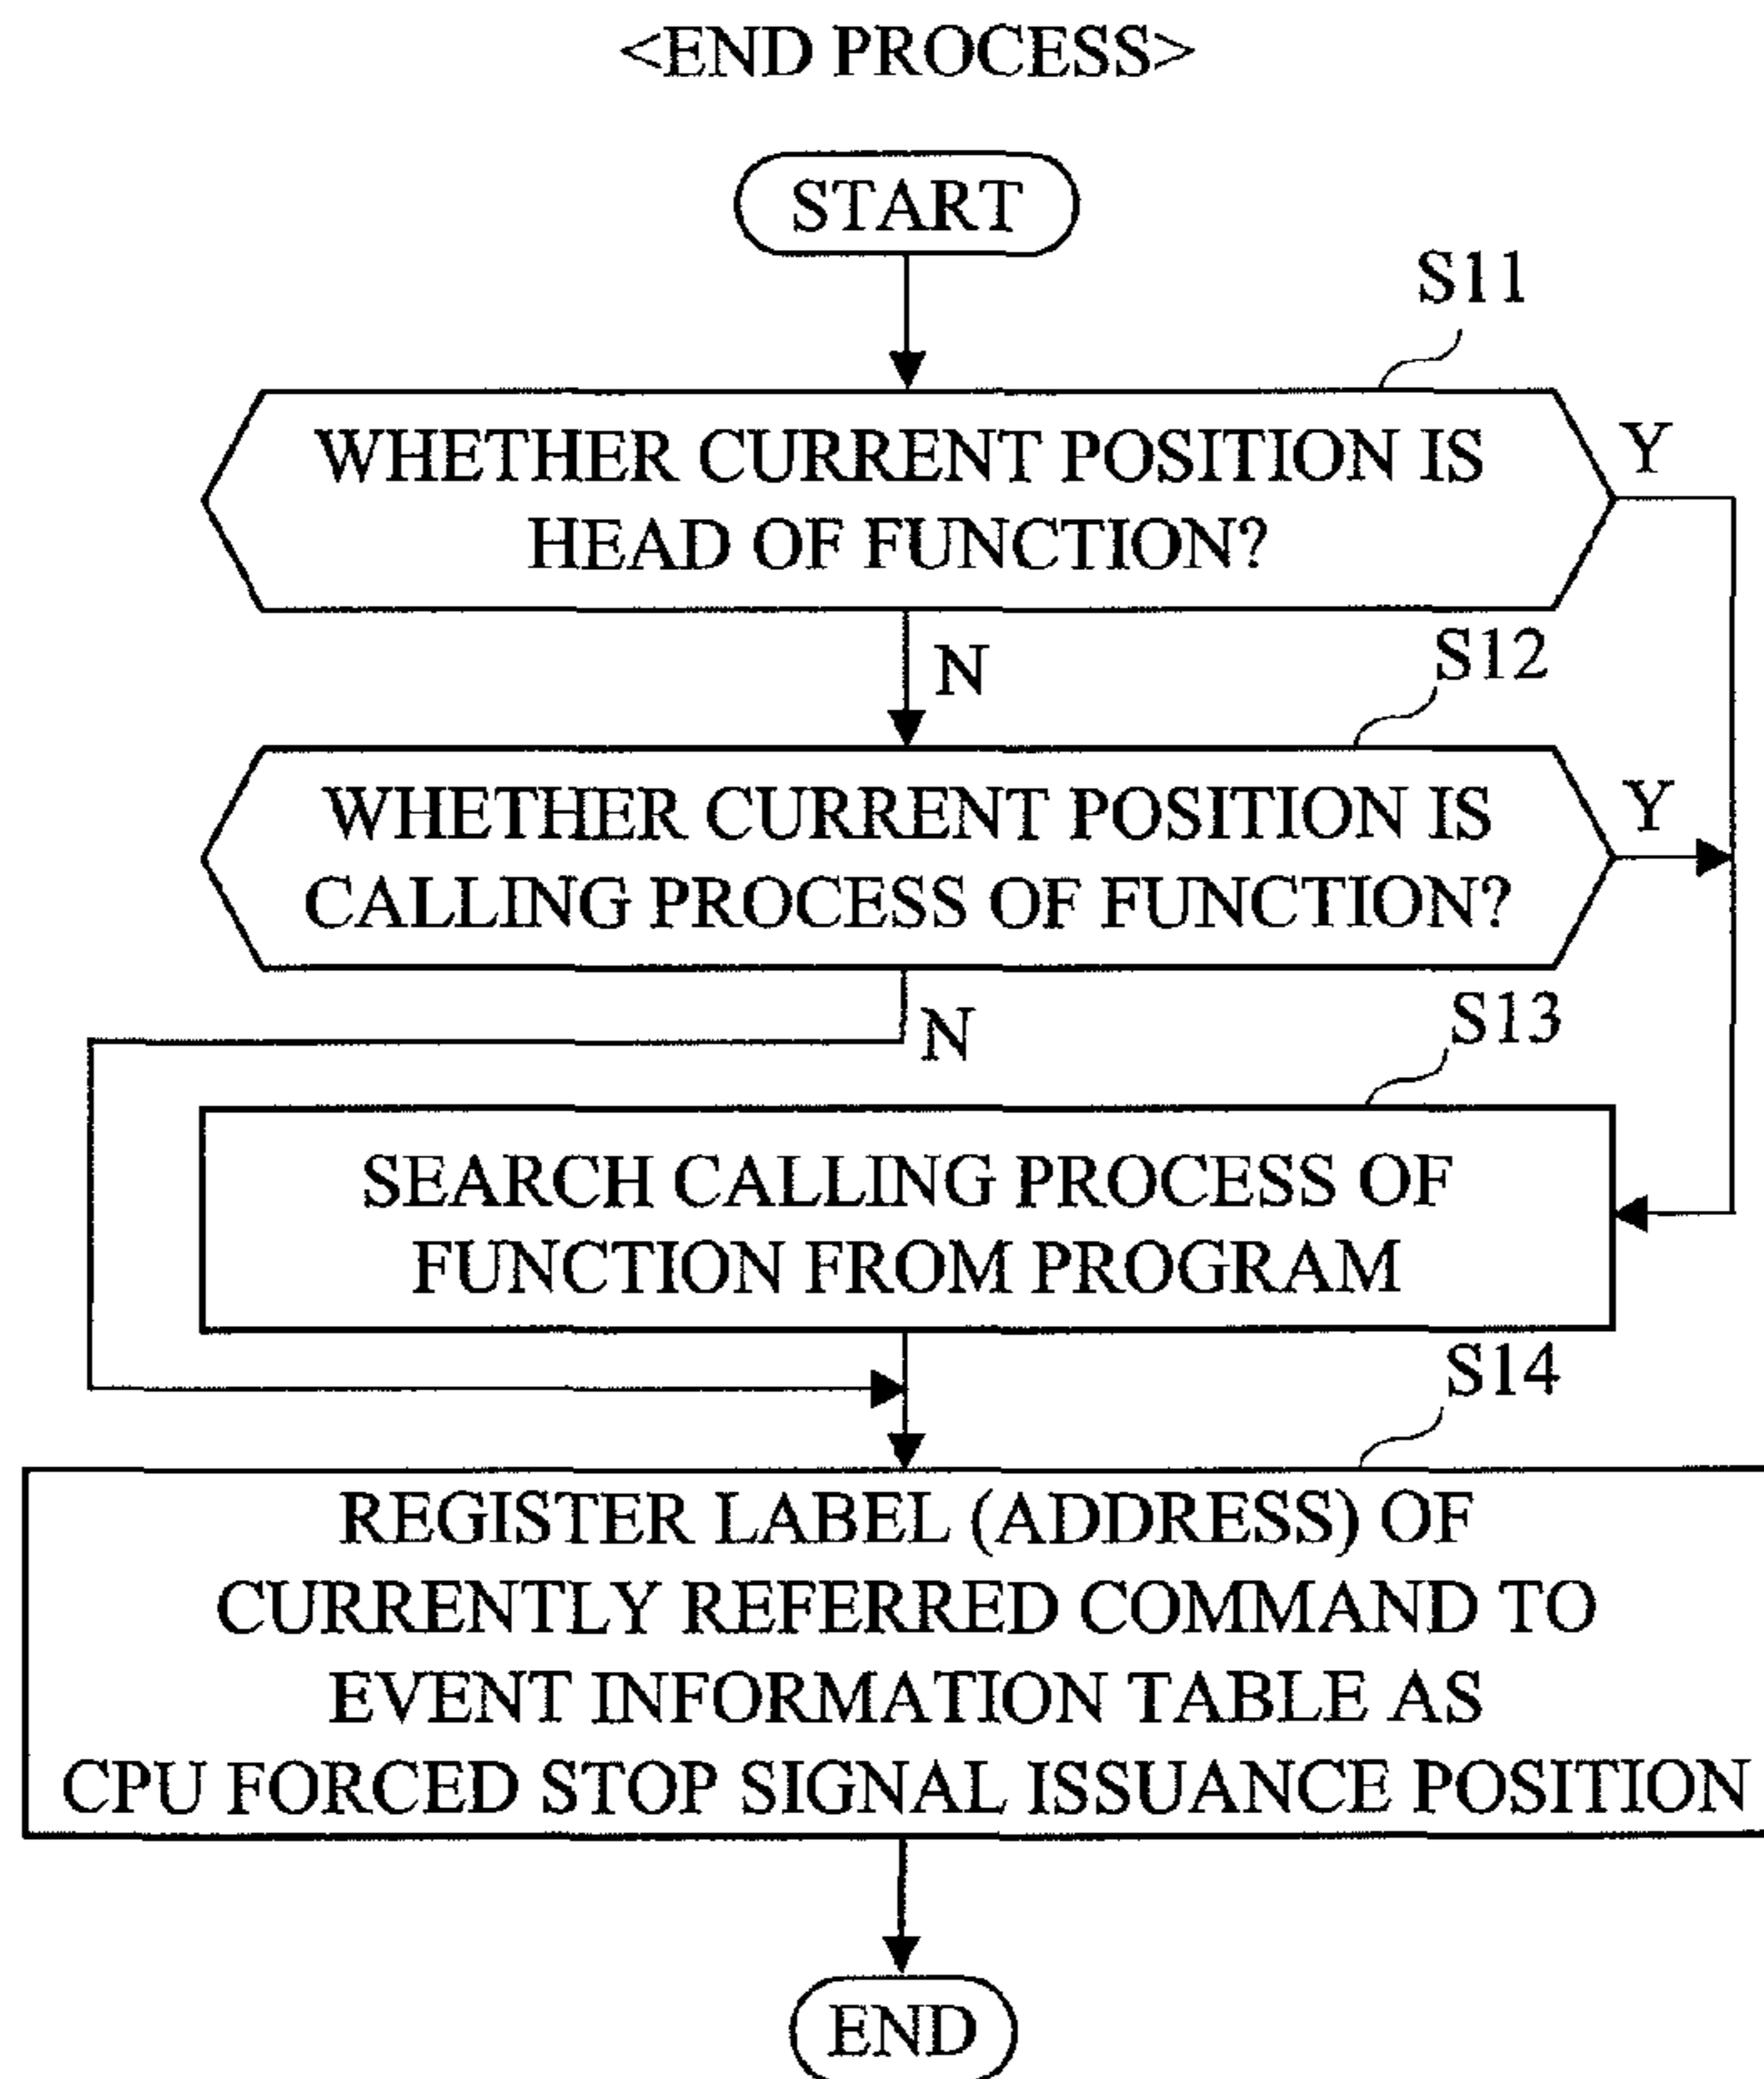 <END PROCESS>
START
S11
WHETHER CURRENT POSITION IS
HEAD OF FUNCTION?
Y
N
S12
WHETHER CURRENT POSITION IS
CALLING PROCESS OF FUNCTION?
Y
N
S13
SEARCH CALLING PROCESS OF
FUNCTION FROM PROGRAM
S14
REGISTER LABEL (ADDRESS) OF
CURRENTLY REFERRED COMMAND TO
EVENT INFORMATION TABLE AS
CPU FORCED STOP SIGNAL ISSUANCE POSITION
END